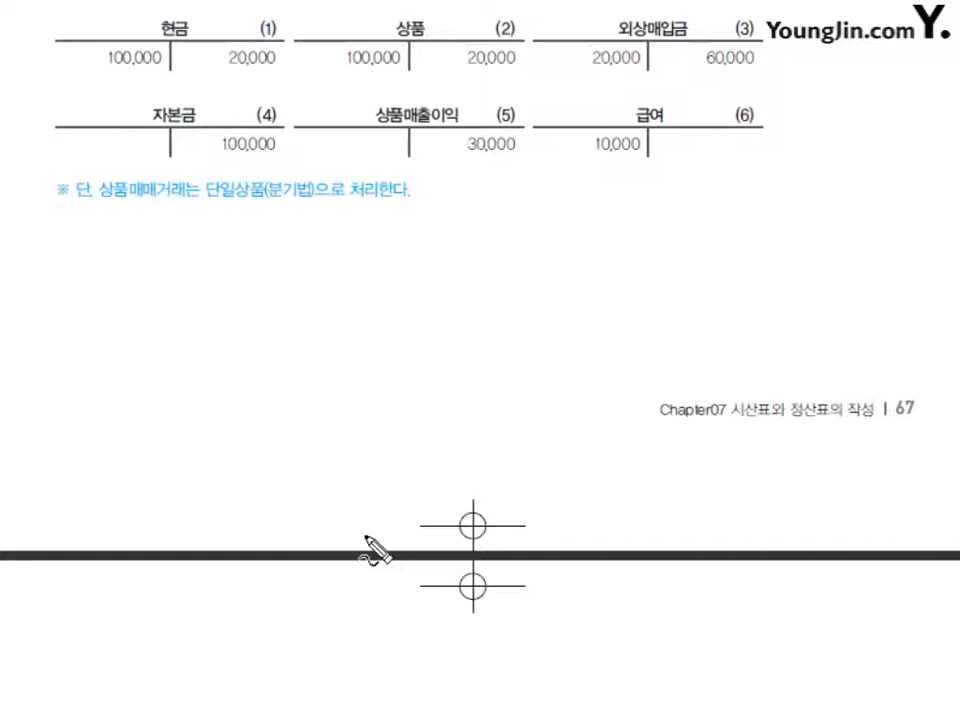 YoungJin.com Y.
현금 (1) 상품 (2) 외상매입금 (3)
100,000 20,000 100,000 20,000 20,000 60,000
자본금 (4) 상품매출이익 (5) 급여 (6)
100,000 30,000 10,000
※ 단, 상품매매거래는 단일상품(분기법)으로 처리한다.
Chapter07 시산표와 정산표의 작성 | 67